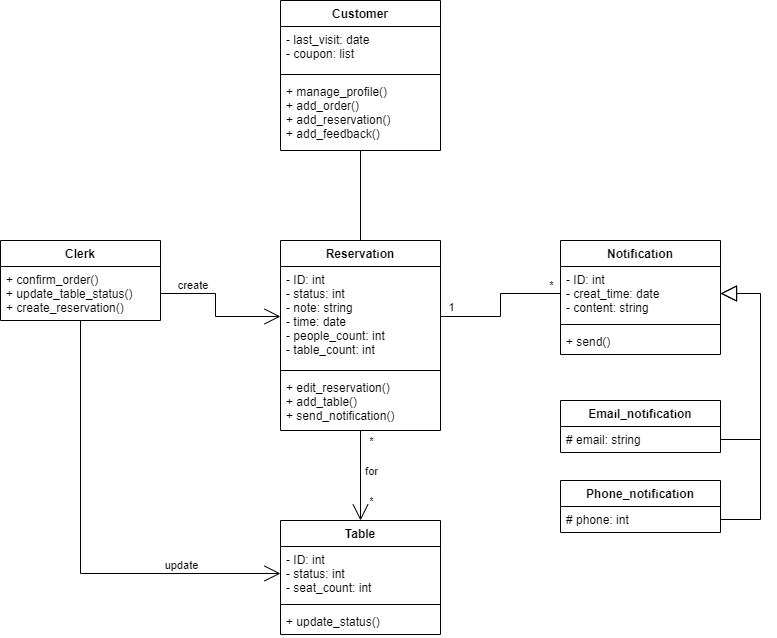 Customer
- last_visit: date
- coupon: list
+ manage_profile()
+ add_order()
+ add_reservation()
+ add_feedback()
Clerk
+ confirm_order()
+ update_table_status()
+ create_reservation()
create
Reservation
- ID: int
- status: int
- note: string
- time: date
- people_count: int
- table_count: int
+ edit_reservation()
+ add_table()
+ send_notification()
1
*
Notification
- ID: int
- creat_time: date
- content: string
+ send()
Email_notification
# email: string
Phone_notification
# phone: int
*
for
*
update
Table
- ID: int
- status: int
- seat_count: int
+ update_status()